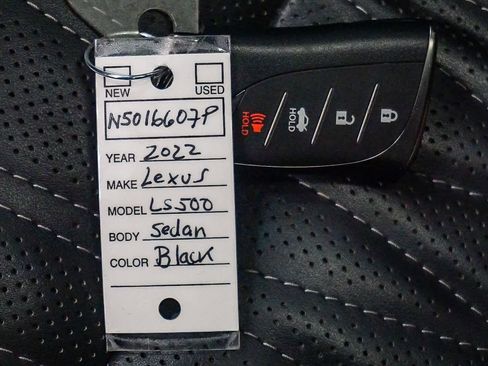 NEW USED
N5016607P
YEAR 2022
MAKE Lexus
MODEL LS500
BODY Sedan
COLOR Black
HOLD
HOLD